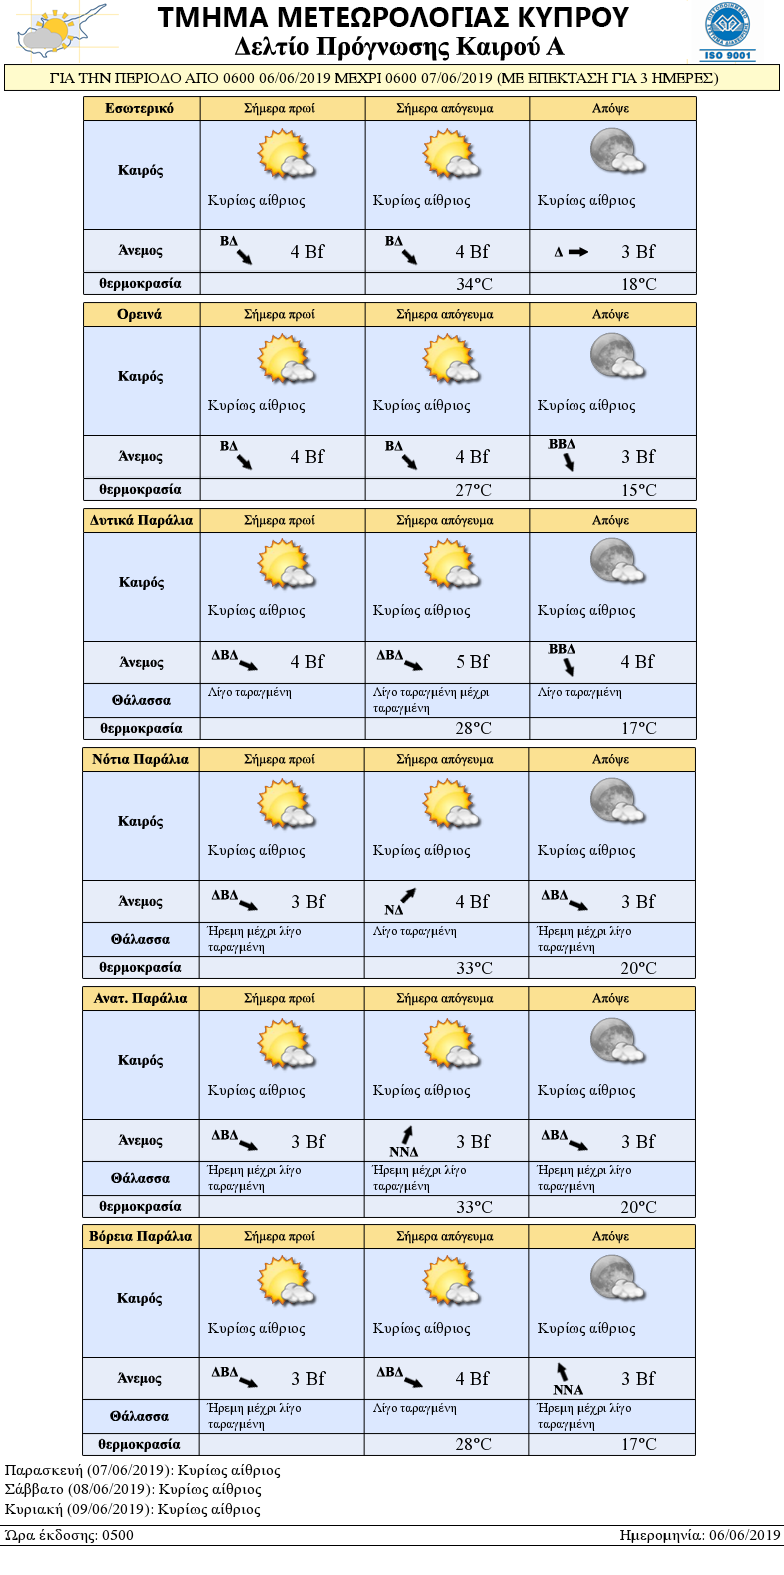 ΤΜΗΜΑ ΜΕΤΕΩΡΟΛΟΓΙΑΣ ΚΥΠΡΟΥ
Δελτίο Πρόγνωσης Καιρού Α
ISO 9001
ΓΙΑ ΤΗΝ ΠΕΡΙΟΔΟ ΑΠΟ 0600 06/06/2019 ΜΕΧΡΙ 0600 07/06/2019 (ΜΕ ΕΠΕΚΤΑΣΗ ΓΙΑ 3 ΗΜΕΡΕΣ)
Εσωτερικό Σήμερα πρωί Σήμερα απόγευμα Απόψε
Καιρός
Κυρίως αίθριος Κυρίως αίθριος Κυρίως αίθριος
Άνεμος ΒΔ 4 Bf ΒΔ 4 Bf Δ 3 Bf
θερμοκρασία 34°C 18°C
Ορεινά Σήμερα πρωί Σήμερα απόγευμα Απόψε
Καιρός
Κυρίως αίθριος Κυρίως αίθριος Κυρίως αίθριος
Άνεμος ΒΔ 4 Bf ΒΔ 4 Bf ΒΒΔ 3 Bf
θερμοκρασία 27°C 15°C
Δυτικά Παράλια Σήμερα πρωί Σήμερα απόγευμα Απόψε
Καιρός
Κυρίως αίθριος Κυρίως αίθριος Κυρίως αίθριος
Άνεμος ΔΒΔ 4 Bf ΔΒΔ 5 Bf ΒΒΔ 4 Bf
Θάλασσα Λίγο ταραγμένη Λίγο ταραγμένη μέχρι Λίγο ταραγμένη
ταραγμένη
θερμοκρασία 28°C 17°C
Νότια Παράλια Σήμερα πρωί Σήμερα απόγευμα Απόψε
Καιρός
Κυρίως αίθριος Κυρίως αίθριος Κυρίως αίθριος
Άνεμος ΔΒΔ 3 Bf ΝΔ 4 Bf ΔΒΔ 3 Bf
Θάλασσα Ήρεμη μέχρι λίγο Λίγο ταραγμένη Ήρεμη μέχρι λίγο
ταραγμένη ταραγμένη
θερμοκρασία 33°C 20°C
Ανατ. Παράλια Σήμερα πρωί Σήμερα απόγευμα Απόψε
Καιρός
Κυρίως αίθριος Κυρίως αίθριος Κυρίως αίθριος
Άνεμος ΔΒΔ 3 Bf ΝΝΔ 3 Bf ΔΒΔ 3 Bf
Θάλασσα Ήρεμη μέχρι λίγο Ήρεμη μέχρι λίγο Ήρεμη μέχρι λίγο
ταραγμένη ταραγμένη ταραγμένη
θερμοκρασία 33°C 20°C
Βόρεια Παράλια Σήμερα πρωί Σήμερα απόγευμα Απόψε
Καιρός
Κυρίως αίθριος Κυρίως αίθριος Κυρίως αίθριος
Άνεμος ΔΒΔ 3 Bf ΔΒΔ 4 Bf ΝΝΑ 3 Bf
Θάλασσα Ήρεμη μέχρι λίγο Λίγο ταραγμένη Ήρεμη μέχρι λίγο
ταραγμένη ταραγμένη
θερμοκρασία 28°C 17°C
Παρασκευή (07/06/2019): Κυρίως αίθριος
Σάββατο (08/06/2019): Κυρίως αίθριος
Κυριακή (09/06/2019): Κυρίως αίθριος
Ώρα έκδοσης: 0500 Ημερομηνία: 06/06/2019